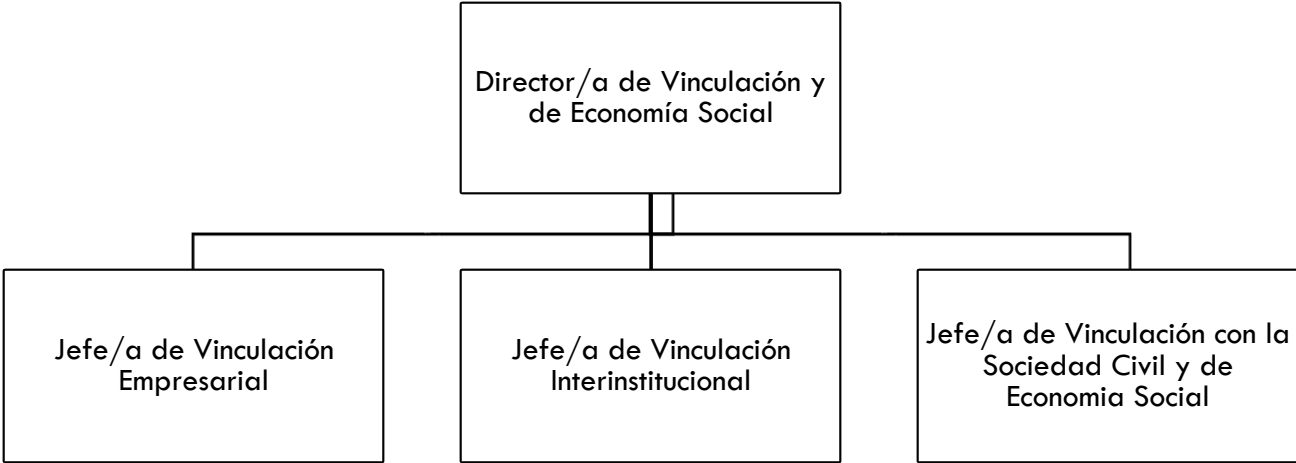 Director/a de Vinculación y
de Economía Social
Jefe/a de Vinculación
Empresarial
Jefe/a de Vinculación
Interinstitucional
Jefe/a de Vinculación con la
Sociedad Civil y de
Economia Social